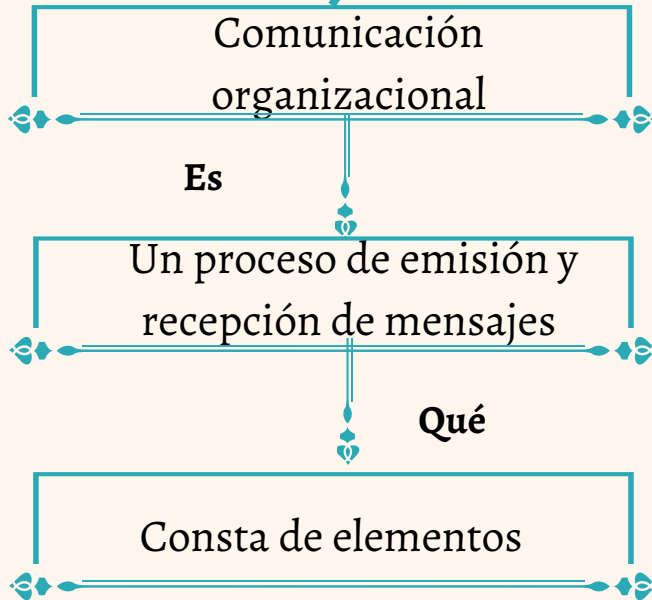 Comunicación
organizacional
Es
Un proceso de emisión y
recepción de mensajes
Qué
Consta de elementos